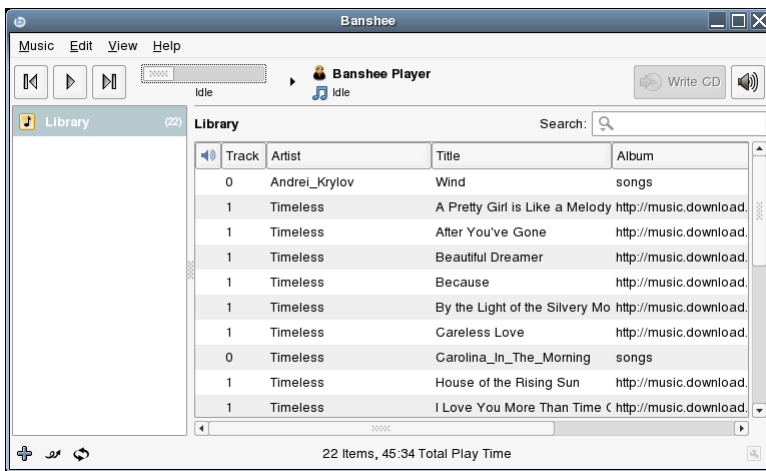 Banshee
Music Edit View Help
Banshee Player
Idle
Idle
Write CD
Library (22)
Library
Search:
Track Artist Title Album
0 Andrei_Krylov Wind songs
1 Timeless A Pretty Girl is Like a Melody http://music.download.
1 Timeless After You've Gone http://music.download.
1 Timeless Beautiful Dreamer http://music.download.
1 Timeless Because http://music.download.
1 Timeless By the Light of the Silvery Mo http://music.download.
1 Timeless Careless Love http://music.download.
0 Timeless Carolina_In_The_Morning songs
1 Timeless House of the Rising Sun http://music.download.
1 Timeless I Love You More Than Time ( http://music.download.
22 Items, 45:34 Total Play Time